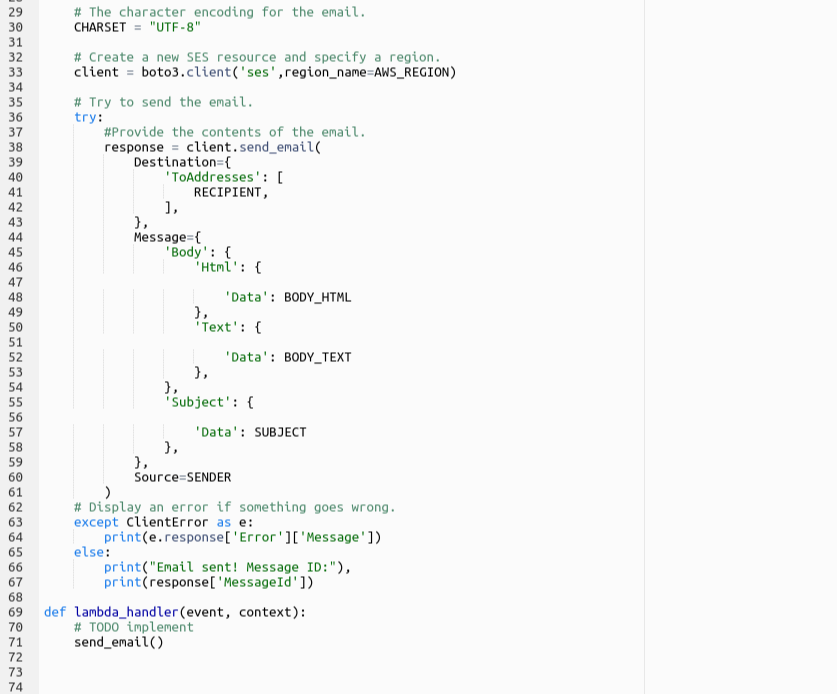 29 # The character encoding for the email.
30 CHARSET = "UTF-8"
31
32 # Create a new SES resource and specify a region.
33 client = boto3.client('ses',region_name=AWS_REGION)
34
35 # Try to send the email.
36 try:
37 #Provide the contents of the email.
38 response = client.send_email(
39 Destination={
40 'ToAddresses': [
41 RECIPIENT,
42 ],
43 },
44 Message={
45 'Body': {
46 'Html': {
47
48 'Data': BODY_HTML
49 },
50 'Text': {
51
52 'Data': BODY_TEXT
53 },
54 },
55 'Subject': {
56
57 'Data': SUBJECT
58 },
59 },
60 Source=SENDER
61 )
62 # Display an error if something goes wrong.
63 except ClientError as e:
64 print(e.response['Error']['Message'])
65 else:
66 print("Email sent! Message ID:"),
67 print(response['MessageId'])
68
69 def lambda_handler(event, context):
70 # TODO implement
71 send_email()
72
73
74